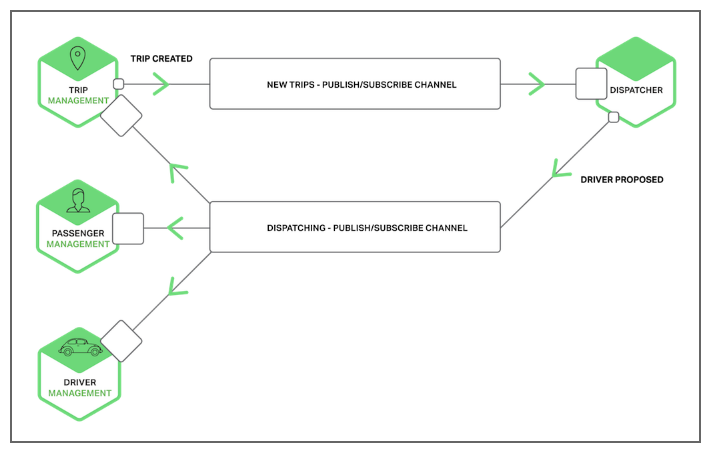 TRIP CREATED
TRIP
MANAGEMENT
NEW TRIPS - PUBLISH/SUBSCRIBE CHANNEL
DISPATCHER
DRIVER PROPOSED
PASSENGER
MANAGEMENT
DISPATCHING - PUBLISH/SUBSCRIBE CHANNEL
DRIVER
MANAGEMENT